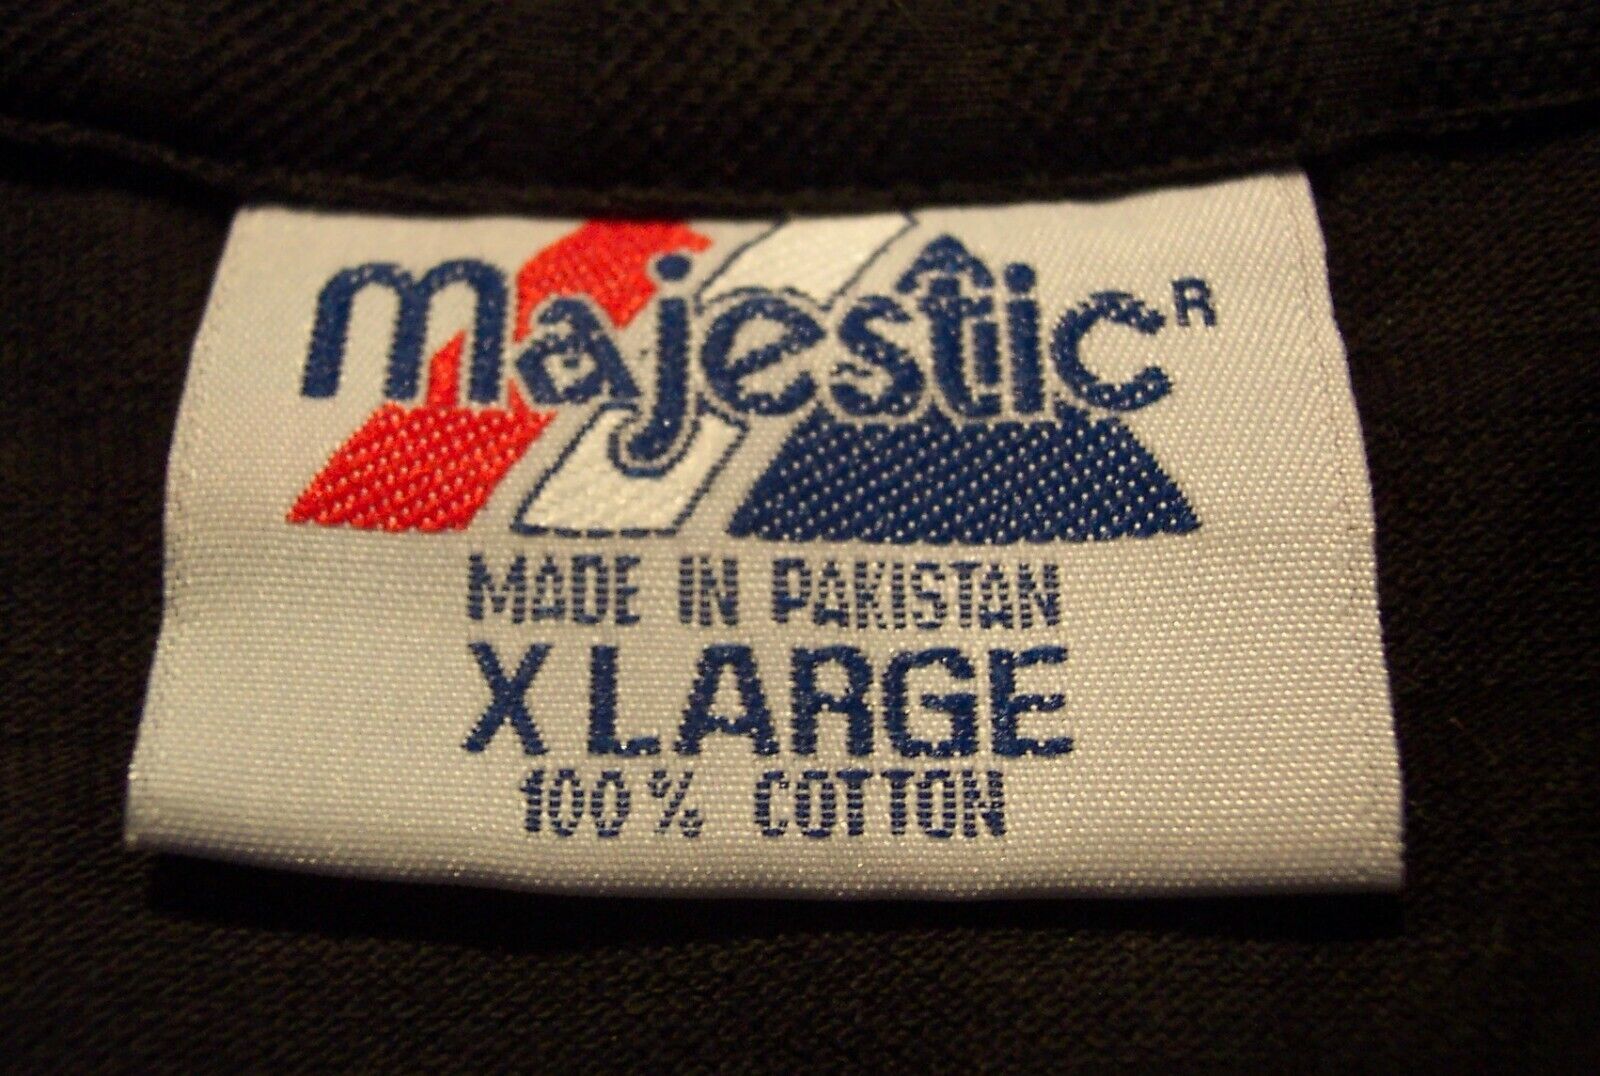 majestic R
MADE IN PAKISTAN
X LARGE
100% COTTON